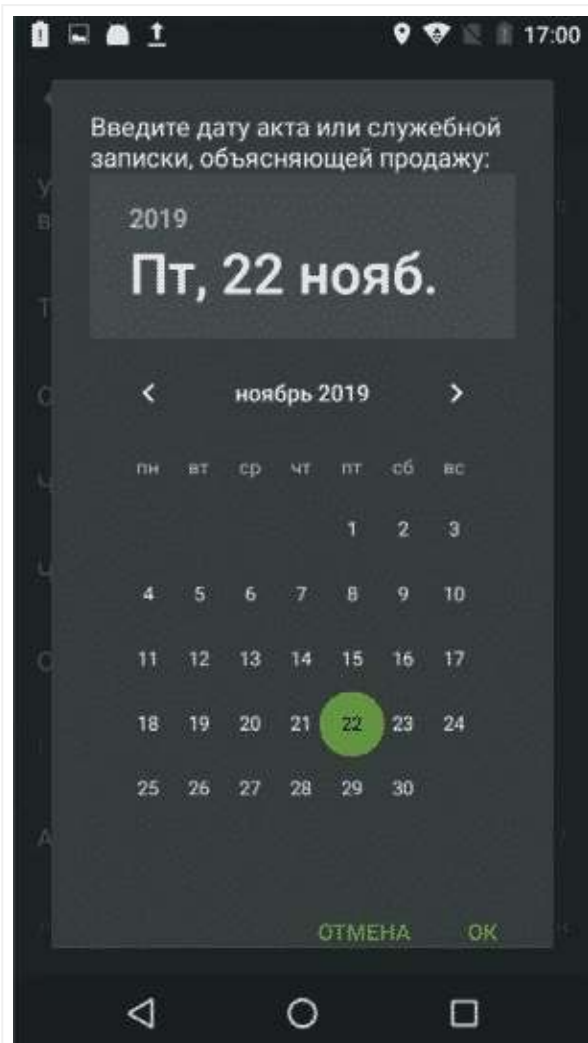 17:00
Введите дату акта или служебной
записки, объясняющей продажу:
2019
Пт, 22 нояб.
ноябрь 2019
пн вт ср чт пт сб вс
1 2 3
4 5 6 7 8 9 10
11 12 13 14 15 16 17
18 19 20 21 22 23 24
25 26 27 28 29 30
ОТМЕНА ОК